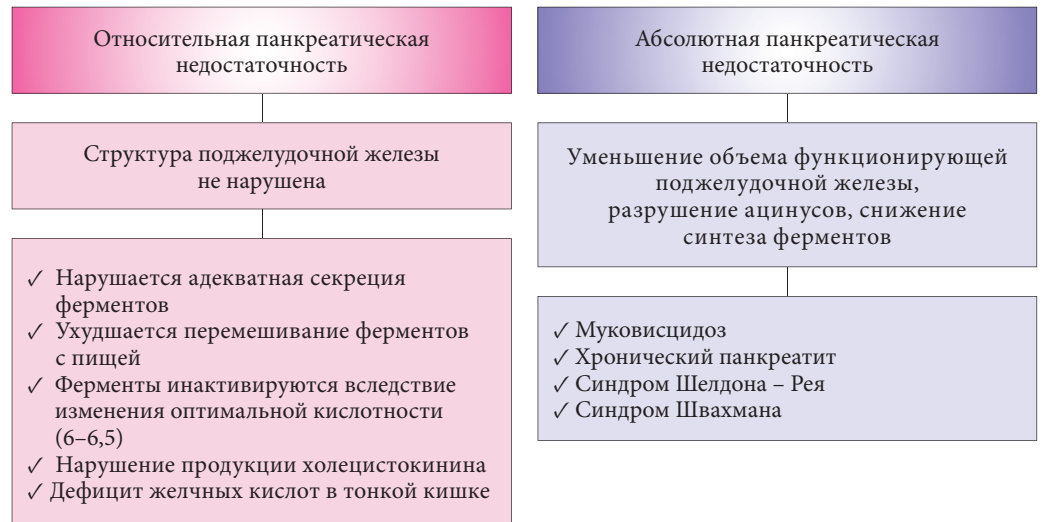 Относительная панкреатическая
недостаточность
Структура поджелудочной железы
не нарушена
✓ Нарушается адекватная секреция
ферментов
✓ Ухудшается перемешивание ферментов
с пищей
✓ Ферменты инактивируются вследствие
изменения оптимальной кислотности
(6–6,5)
✓ Нарушение продукции холецистокинина
✓ Дефицит желчных кислот в тонкой кишке
Абсолютная панкреатическая
недостаточность
Уменьшение объема функционирующей
поджелудочной железы,
разрушение ацинусов, снижение
синтеза ферментов
✓ Муковисцидоз
✓ Хронический панкреатит
✓ Синдром Шелдона – Рея
✓ Синдром Швахмана